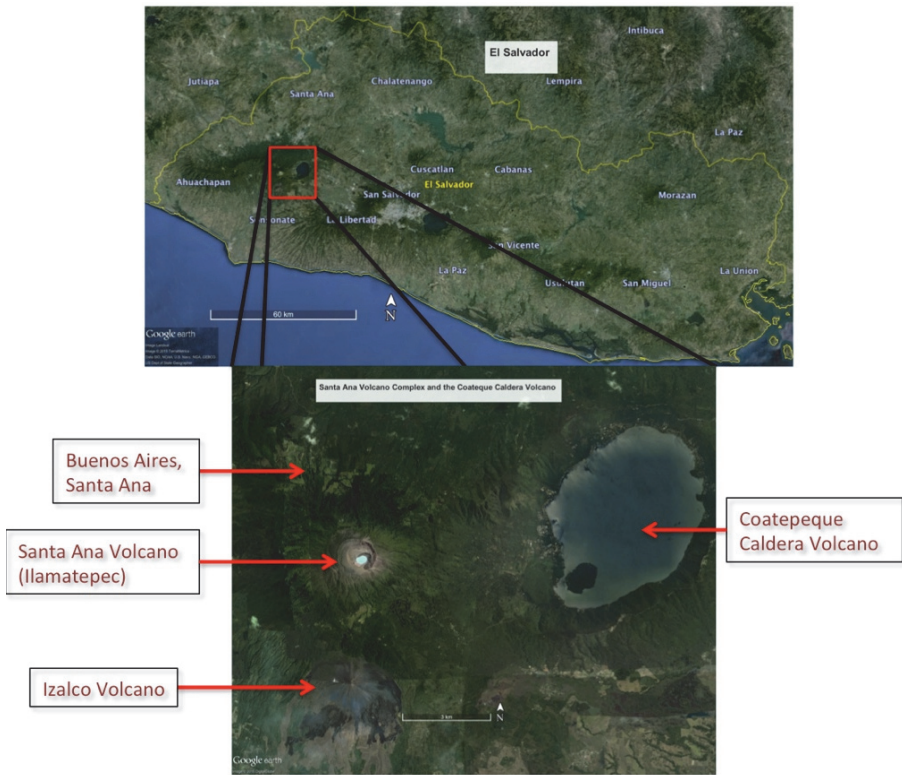 El Salvador
Intibuca
Jutiapa
Chalatenango
Lempira
Santa Ana
La Paz
Cuscatlan
Cabanas
Ahuachapan
El Salvador
San Salvador
Morazan
Sonsonate
La Libertad
San Vicente
La Paz
Usulutan
San Miguel
La Union
60 km
N
Google earth
Santa Ana Volcano Complex and the Coateque Caldera Volcano
Buenos Aires,
Santa Ana
Coatepeque
Caldera Volcano
Santa Ana Volcano
(Ilamatepec)
Izalco Volcano
3 km
N
Google earth